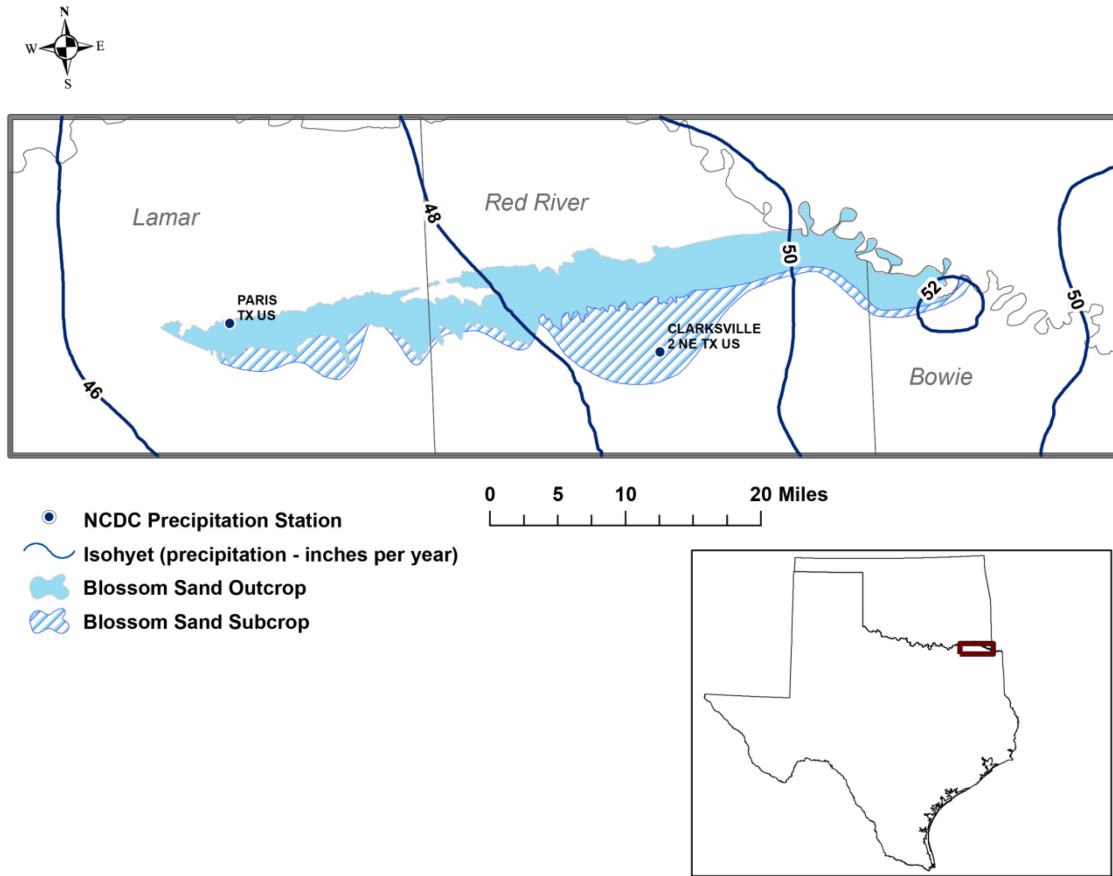 N
W E
S
Lamar
Red River
Bowie
48
50
52
50
46
PARIS
TX US
CLARKSVILLE
2 NE TX US
0 5 10 20 Miles
NCDC Precipitation Station
Isohyet (precipitation - inches per year)
Blossom Sand Outcrop
Blossom Sand Subcrop